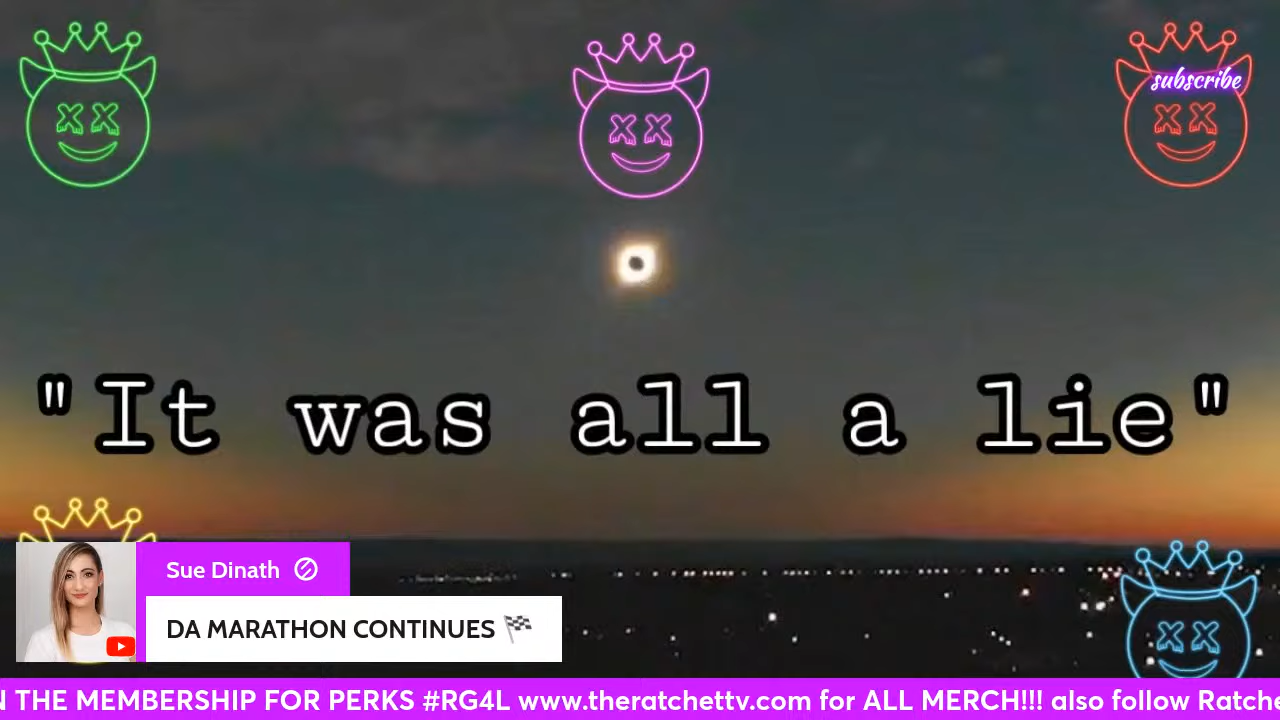 subscribe
"It was all a lie"
Sue Dinath
DA MARATHON CONTINUES
THE MEMBERSHIP FOR PERKS #RG4L www.theratchettv.com for ALL MERCH!!! also follow